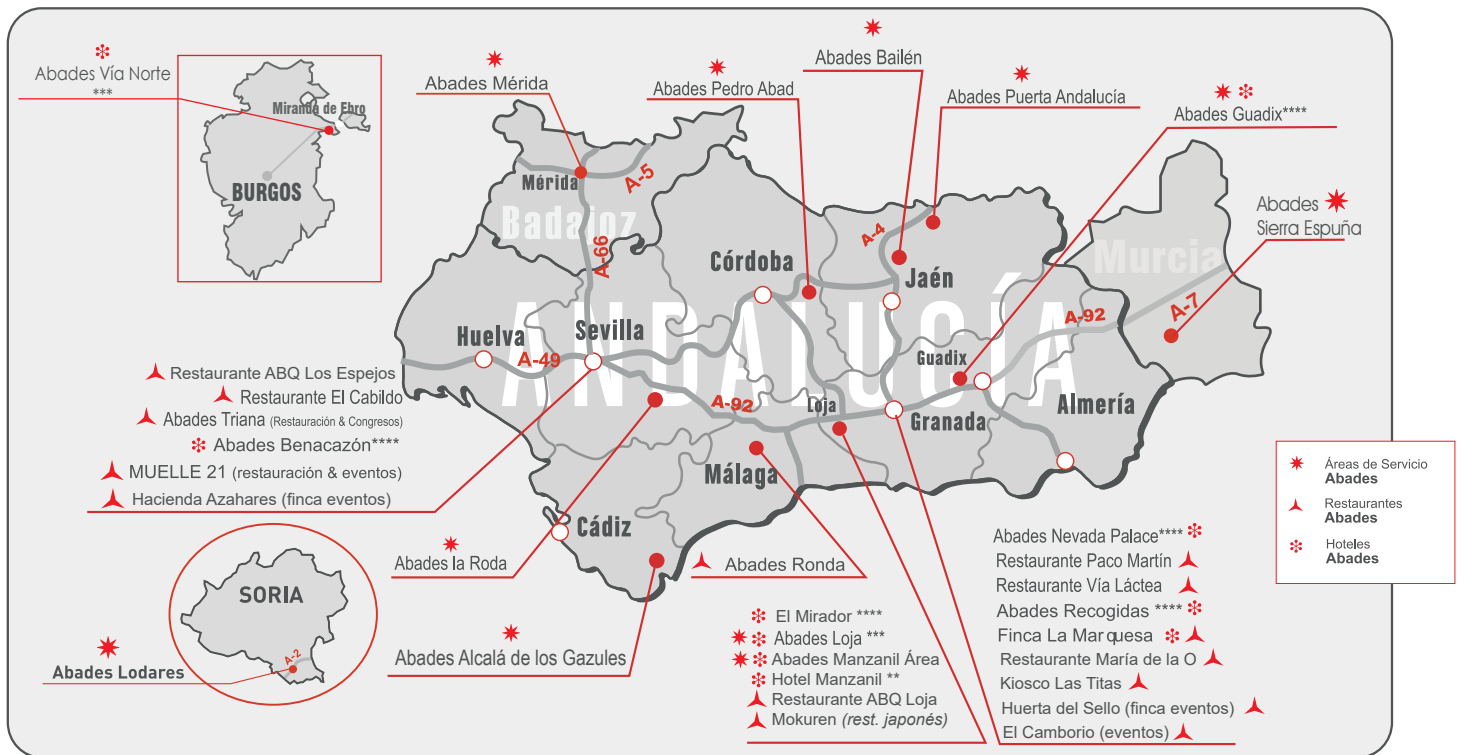 Abades Vía Norte
***
Miranda de Ebro
BURGOS
Abades Mérida
Abades Pedro Abad
Abades Bailén
Abades Puerta Andalucía
Abades Guadix****
Abades
Sierra Espuña
Mérida
A-5
Badajoz
A-66
Córdoba
A-4
Jaén
Murcia
A-7
A-92
ANDALUCÍA
Huelva
A-49
Sevilla
A-92
Guadix
Loja
Granada
Almería
Málaga
Cádiz
Restaurante ABQ Los Espejos
Restaurante El Cabildo
Abades Triana (Restauración & Congresos)
Abades Benacazón****
MUELLE 21 (restauración & eventos)
Hacienda Azahares (finca eventos)
SORIA
A-2
Abades Lodares
Abades la Roda
Abades Alcalá de los Gazules
Abades Ronda
El Mirador ****
Abades Loja ***
Abades Manzanil Área
Hotel Manzanil **
Restaurante ABQ Loja
Mokuren (rest. japonés)
Abades Nevada Palace****
Restaurante Paco Martín
Restaurante Vía Láctea
Abades Recogidas ****
Finca La Marquesa
Restaurante María de la O
Kiosco Las Titas
Huerta del Sello (finca eventos)
El Camborio (eventos)
Áreas de Servicio
Abades
Restaurantes
Abades
Hoteles
Abades